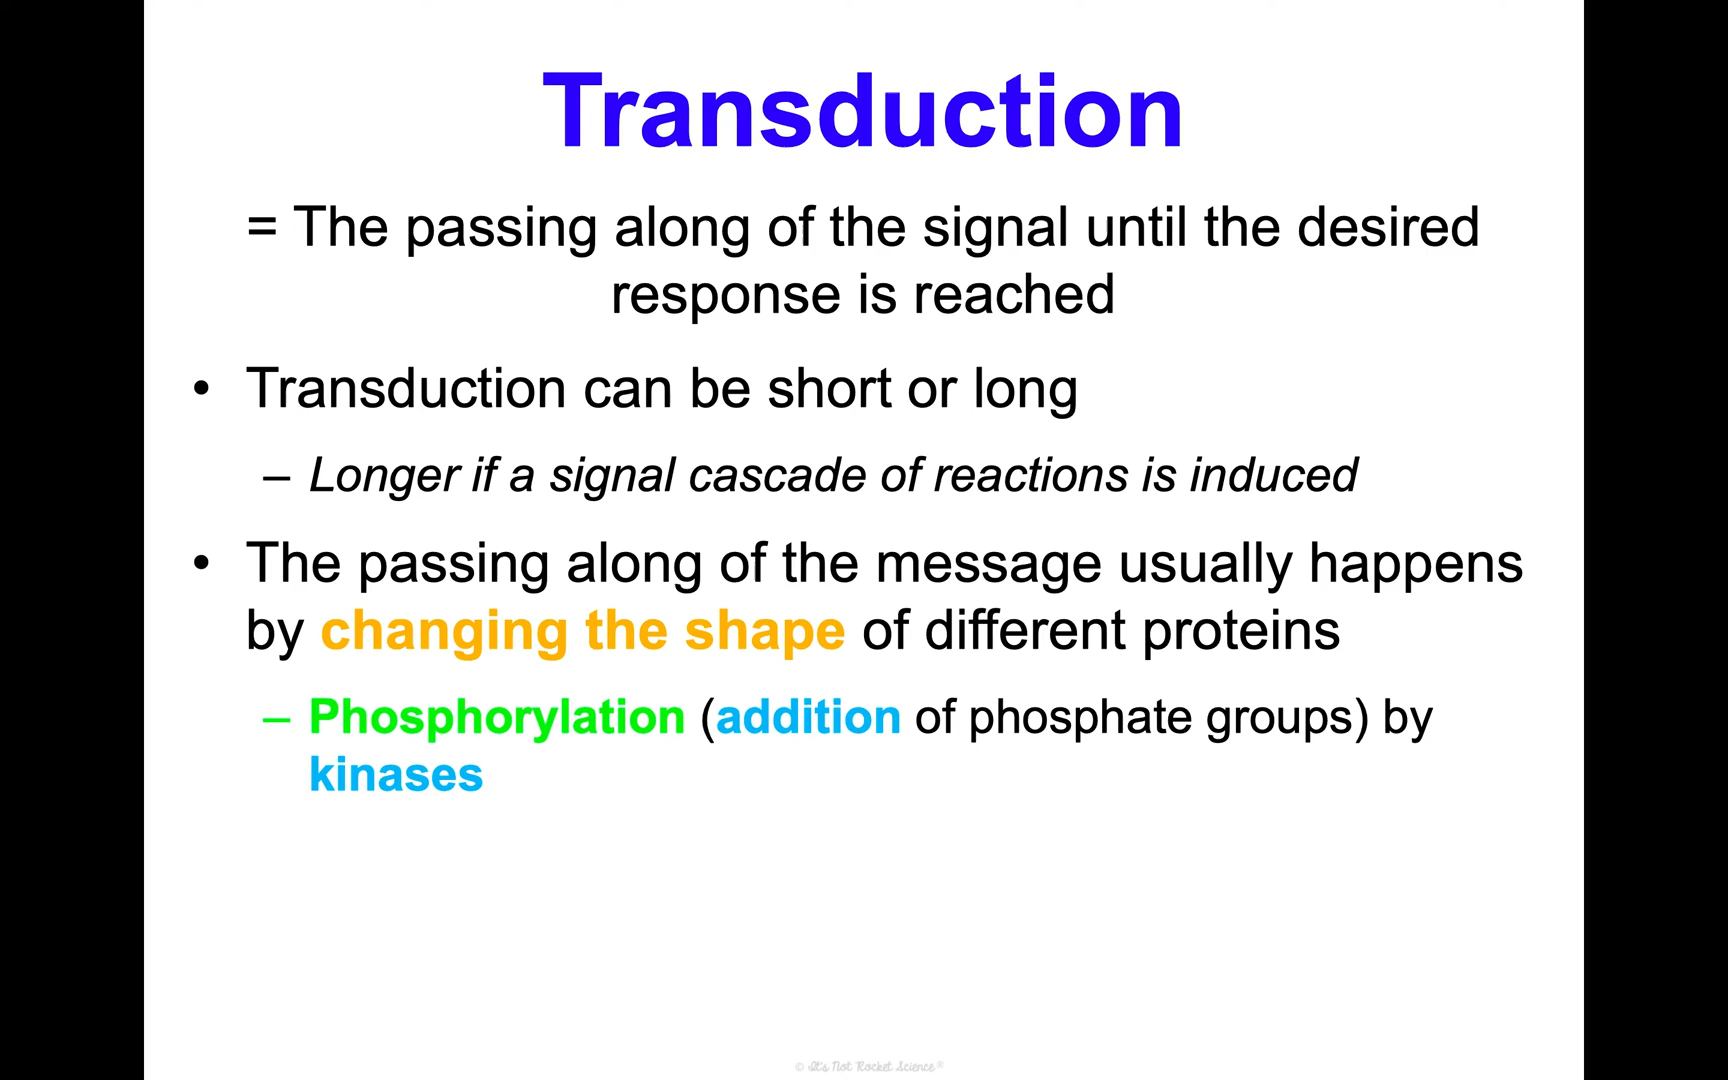 Transduction
= The passing along of the signal until the desired
response is reached
• Transduction can be short or long
– Longer if a signal cascade of reactions is induced
• The passing along of the message usually happens
by changing the shape of different proteins
– Phosphorylation (addition of phosphate groups) by
kinases
© It's Not Rocket Science®